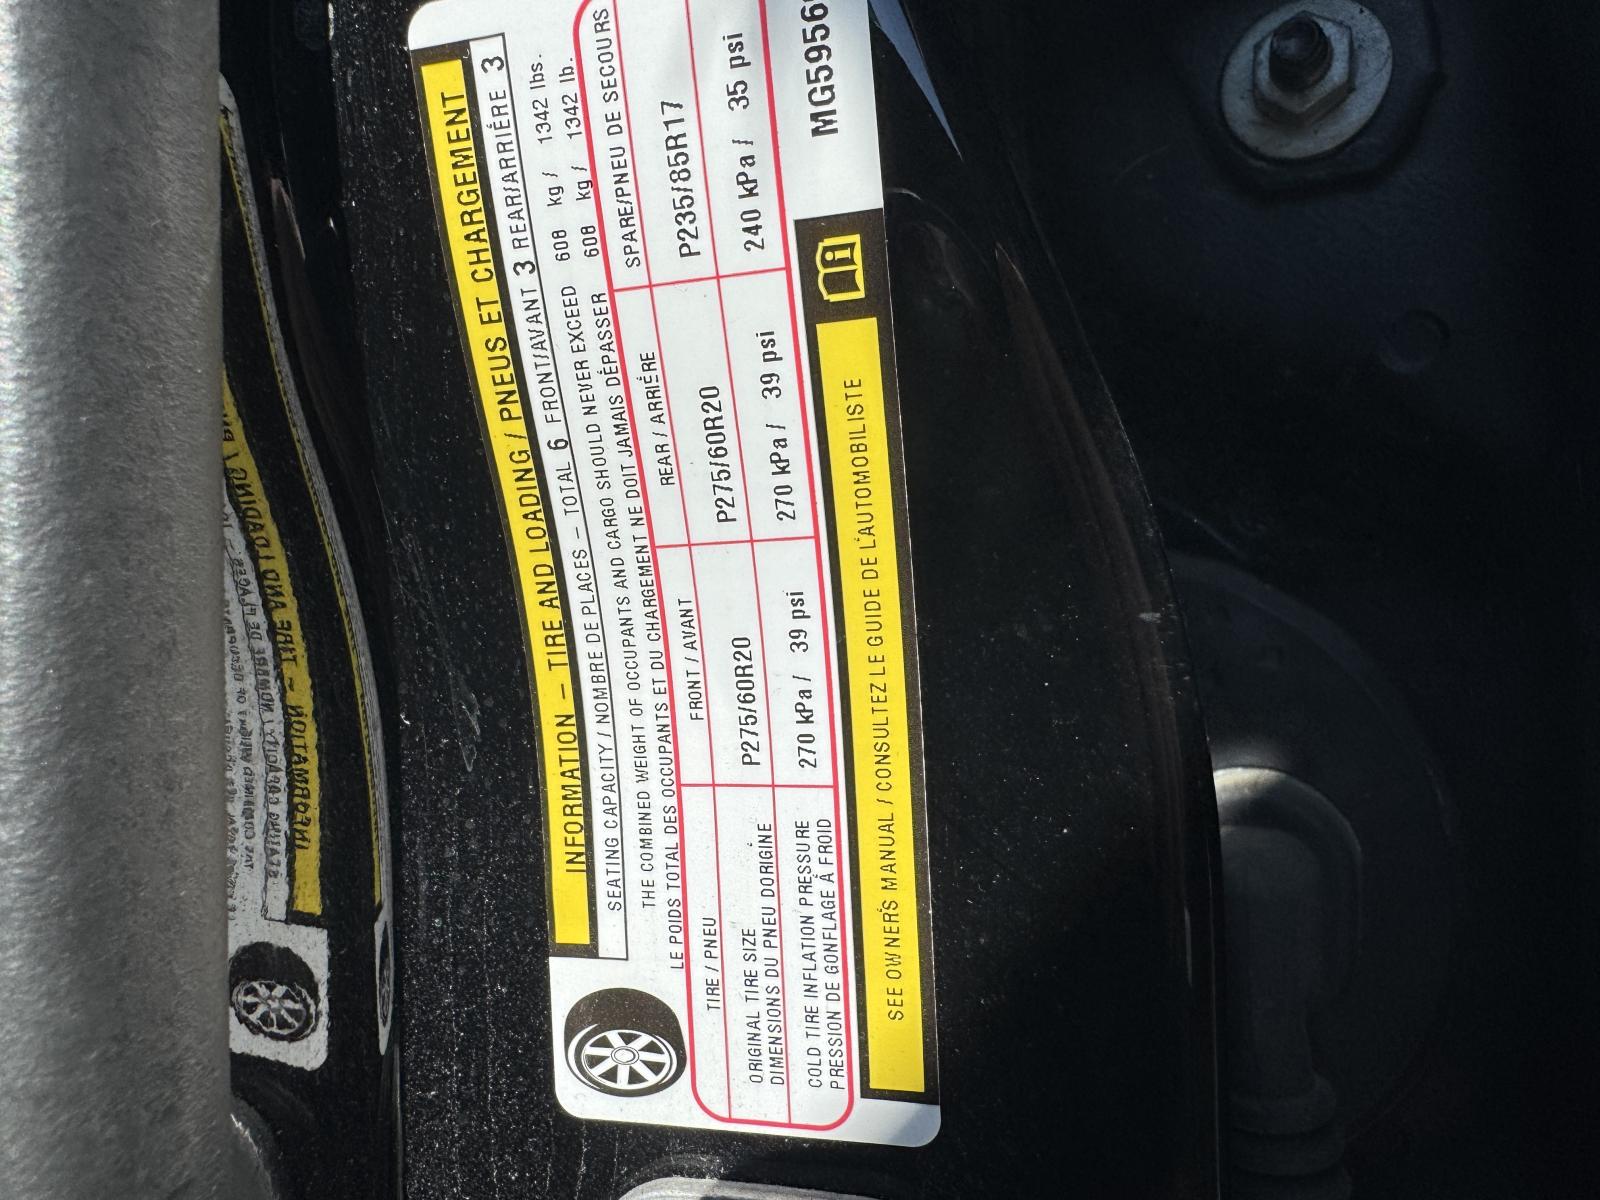 INFORMATION – TIRE AND LOADING / PNEUS ET CHARGEMENT
SEATING CAPACITY / NOMBRE DE PLACES – TOTAL 6 FRONT/AVANT 3 REAR/ARRIÉRE 3
THE COMBINED WEIGHT OF OCCUPANTS AND CARGO SHOULD NEVER EXCEED 608 kg / 1342 lbs.
LE POIDS TOTAL DES OCCUPANTS ET DU CHARGEMENT NE DOIT JAMAIS DÉPASSER 608 kg / 1342 lb.
TIRE / PNEU FRONT / AVANT REAR / ARRIÉRE SPARE/PNEU DE SECOURS
ORIGINAL TIRE SIZE
DIMENSIONS DU PNEU D'ORIGINE P275/60R20 P275/60R20 P235/85R17
COLD TIRE INFLATION PRESSURE
PRESSION DE GONFLAGE À FROID 270 kPa / 39 psi 270 kPa / 39 psi 240 kPa / 35 psi
SEE OWNER'S MANUAL / CONSULTEZ LE GUIDE DE L'AUTOMOBILISTE
MG5956